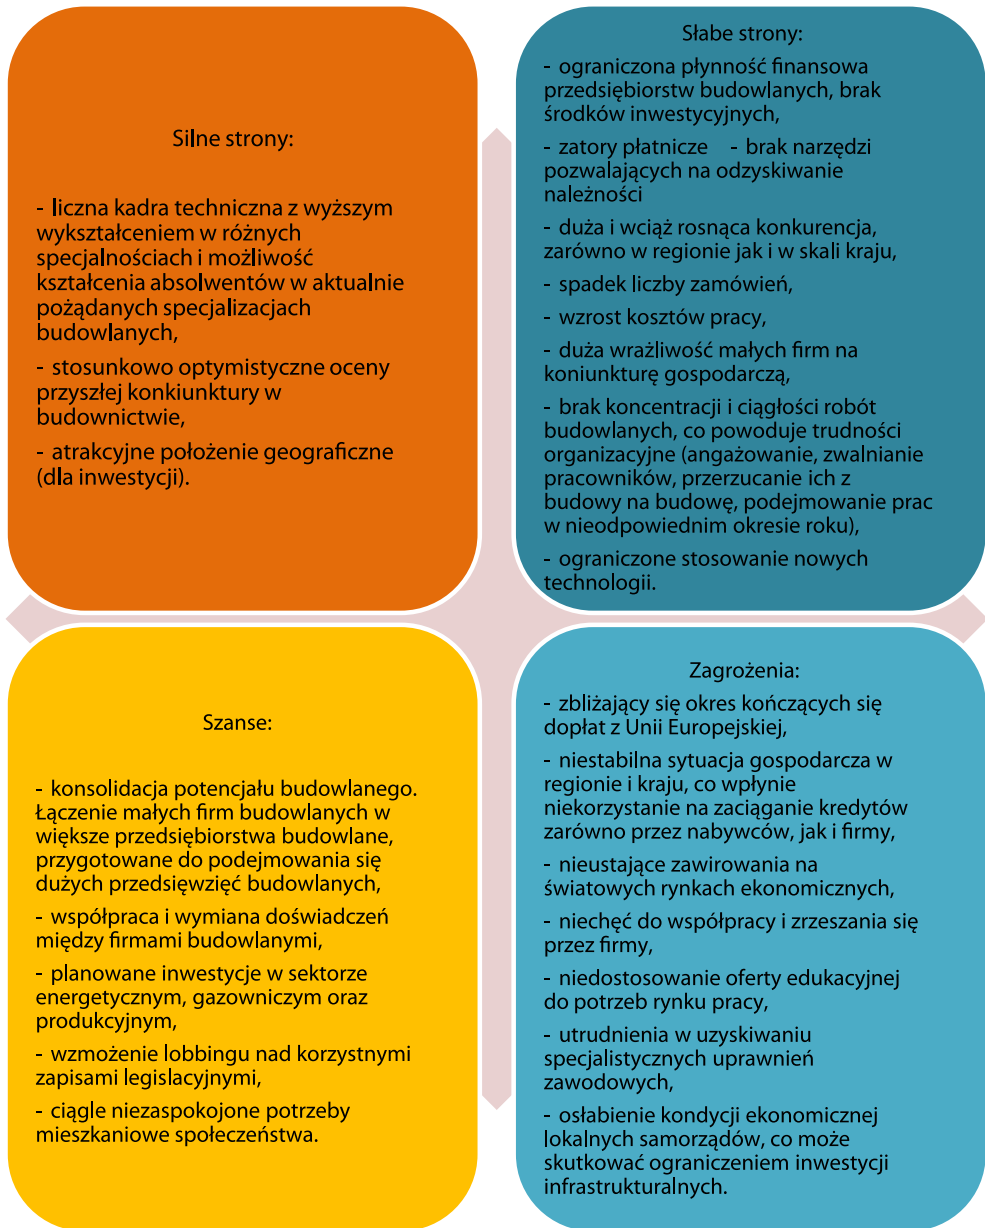 Silne strony:
- liczna kadra techniczna z wyższym
wykształceniem w różnych
specjalnościach i możliwość
kształcenia absolwentów w aktualnie
pożądanych specjalizacjach
budowlanych,
- stosunkowo optymistyczne oceny
przyszłej konkiunktury w
budownictwie,
- atrakcyjne położenie geograficzne
(dla inwestycji).
Słabe strony:
- ograniczona płynność finansowa
przedsiębiorstw budowlanych, brak
środków inwestycyjnych,
- zatory płatnicze - brak narzędzi
pozwalających na odzyskiwanie
należności
- duża i wciąż rosnąca konkurencja,
zarówno w regionie jak i w skali kraju,
- spadek liczby zamówień,
- wzrost kosztów pracy,
- duża wrażliwość małych firm na
koniunkturę gospodarczą,
- brak koncentracji i ciągłości robót
budowlanych, co powoduje trudności
organizacyjne (angażowanie, zwalnianie
pracowników, przerzucanie ich z
budowy na budowę, podejmowanie prac
w nieodpowiednim okresie roku),
- ograniczone stosowanie nowych
technologii.
Szanse:
- konsolidacja potencjału budowlanego.
Łączenie małych firm budowlanych w
większe przedsiębiorstwa budowlane,
przygotowane do podejmowania się
dużych przedsięwzięć budowlanych,
- współpraca i wymiana doświadczeń
między firmami budowlanymi,
- planowane inwestycje w sektorze
energetycznym, gazowniczym oraz
produkcyjnym,
- wzmożenie lobbingu nad korzystnymi
zapisami legislacyjnymi,
- ciągle niezaspokojone potrzeby
mieszkaniowe społeczeństwa.
Zagrożenia:
- zbliżający się okres kończących się
dopłat z Unii Europejskiej,
- niestabilna sytuacja gospodarcza w
regionie i kraju, co wpłynie
niekorzystanie na zaciąganie kredytów
zarówno przez nabywców, jak i firmy,
- nieustające zawirowania na
światowych rynkach ekonomicznych,
- niechęć do współpracy i zrzeszania się
przez firmy,
- niedostosowanie oferty edukacyjnej
do potrzeb rynku pracy,
- utrudnienia w uzyskiwaniu
specjalistycznych uprawnień
zawodowych,
- osłabienie kondycji ekonomicznej
lokalnych samorządów, co może
skutkować ograniczeniem inwestycji
infrastrukturalnych.